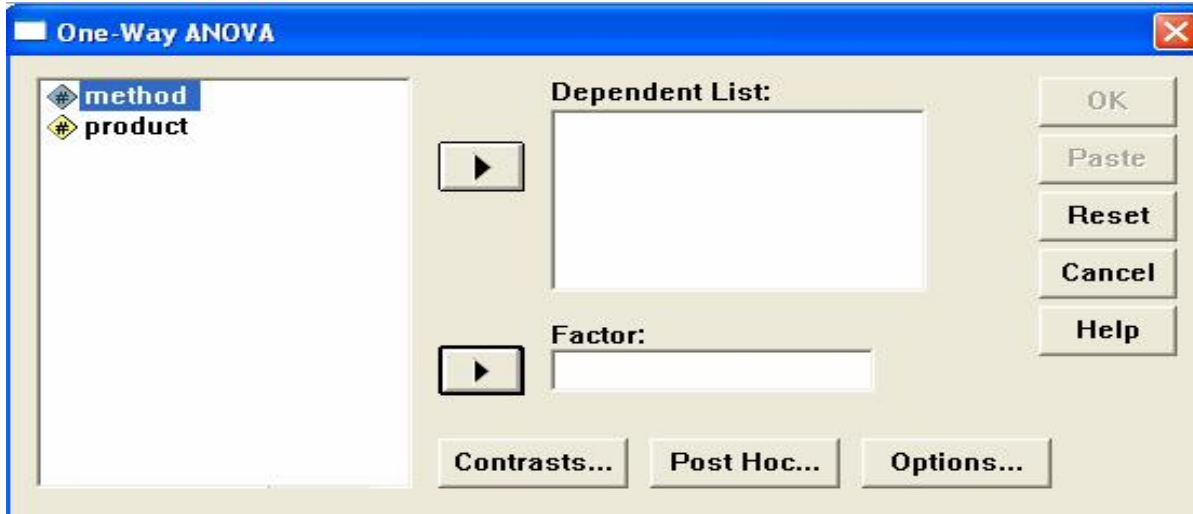 One-Way ANOVA
# method
# product
Dependent List:
Factor:
OK
Paste
Reset
Cancel
Help
Contrasts... Post Hoc... Options...